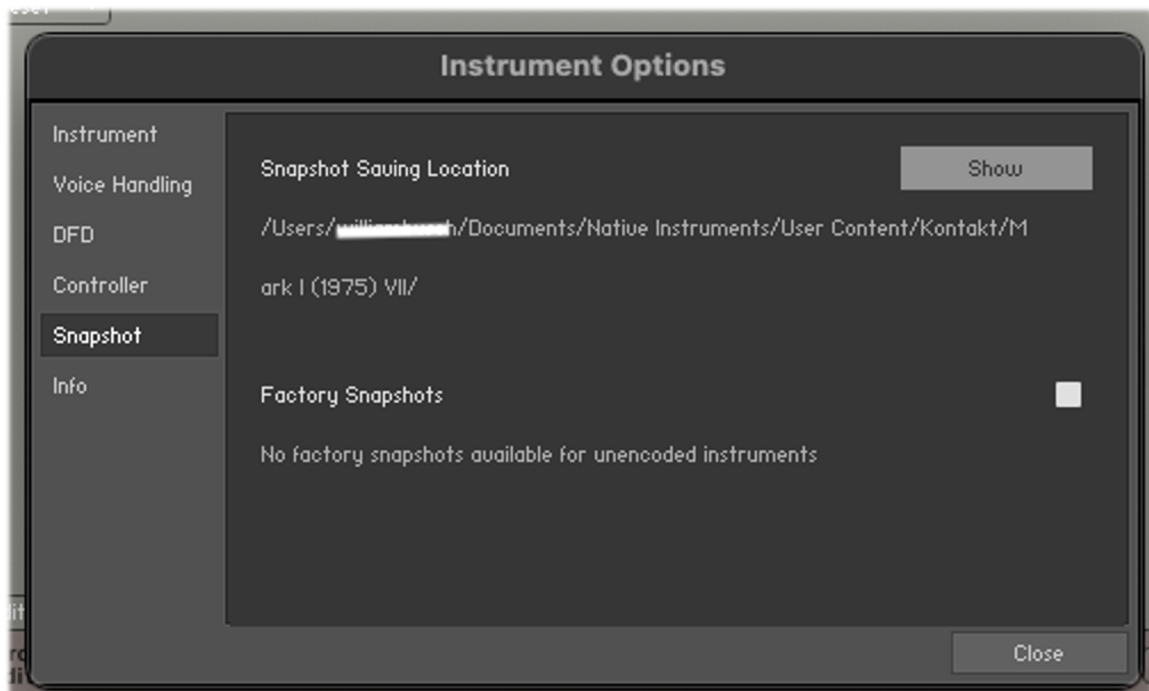 Instrument Options
Instrument
Voice Handling
DFD
Controller
Snapshot
Info
Snapshot Saving Location
Show
/Users/ /Documents/Native Instruments/User Content/Kontakt/M
ark I (1975) VII/
Factory Snapshots
No factory snapshots available for unencoded instruments
Close